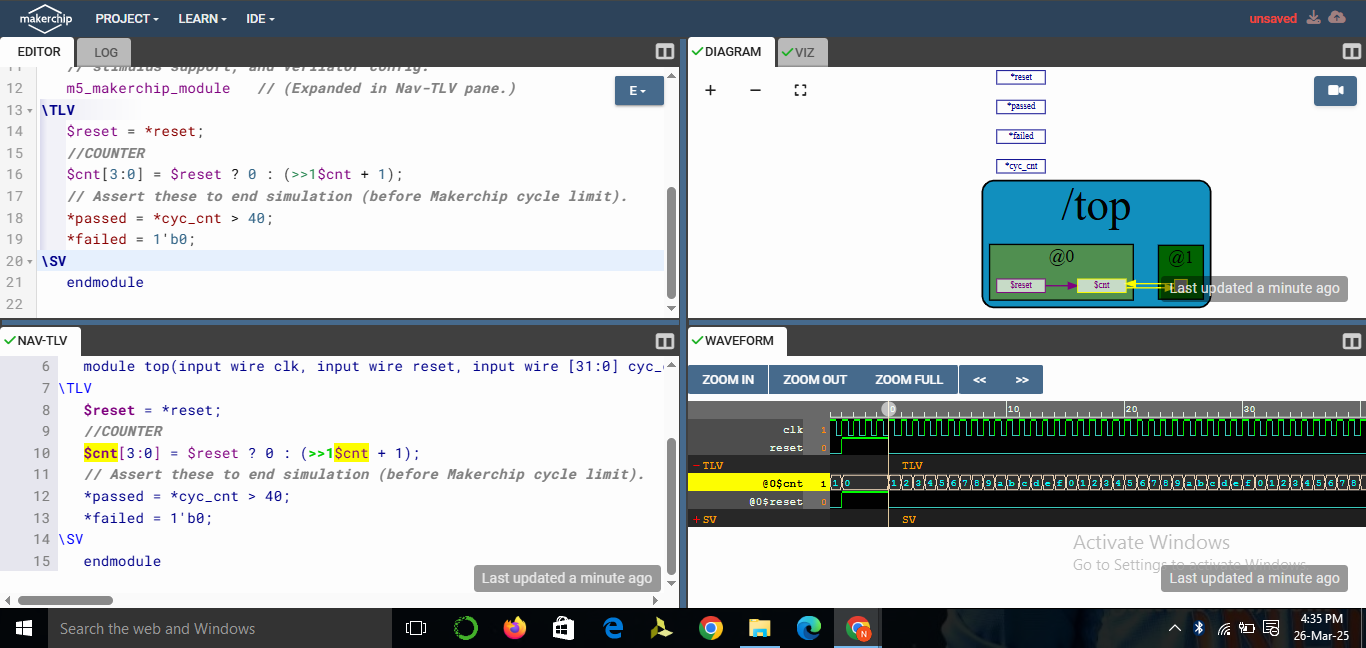 makerchip PROJECT LEARN IDE unsaved
EDITOR LOG
11 // stimulus support, and Verilator config.
12 m5_makerchip_module // (Expanded in Nav-TLV pane.)
E
13 \TLV
14 $reset = *reset;
15 //COUNTER
16 $cnt[3:0] = $reset ? 0 : (>>1$cnt + 1);
17 // Assert these to end simulation (before Makerchip cycle limit).
18 *passed = *cyc_cnt > 40;
19 *failed = 1'b0;
20 \SV
21 endmodule
22
DIAGRAM VIZ
*reset
*passed
*failed
*cyc_cnt
/top
@0 @1
$reset $cnt
Last updated a minute ago
NAV-TLV
6 module top(input wire clk, input wire reset, input wire [31:0] cyc_
7 \TLV
8 $reset = *reset;
9 //COUNTER
10 $cnt[3:0] = $reset ? 0 : (>>1$cnt + 1);
11 // Assert these to end simulation (before Makerchip cycle limit).
12 *passed = *cyc_cnt > 40;
13 *failed = 1'b0;
14 \SV
15 endmodule
Last updated a minute ago
WAVEFORM
ZOOM IN ZOOM OUT ZOOM FULL << >>
0 10 20 30
clk 1
reset 0
- TLV TLV
@0$cnt 1 1 0 1 2 3 4 5 6 7 8 9 a b c d e f 0 1 2 3 4 5 6 7 8 9 a b c d e f 0 1 2 3 4 5 6 7 8
@0$reset 0
+ SV SV
Activate Windows
Go to Settings to activate Windows.
Last updated a minute ago
Search the web and Windows
N
4:35 PM
26-Mar-25